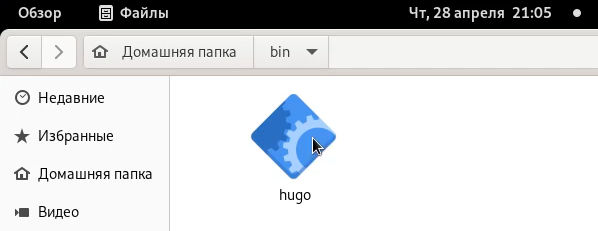 Обзор Файлы Чт, 28 апреля 21:05
Домашняя папка bin
Недавние
Избранные
Домашняя папка
Видео
hugo